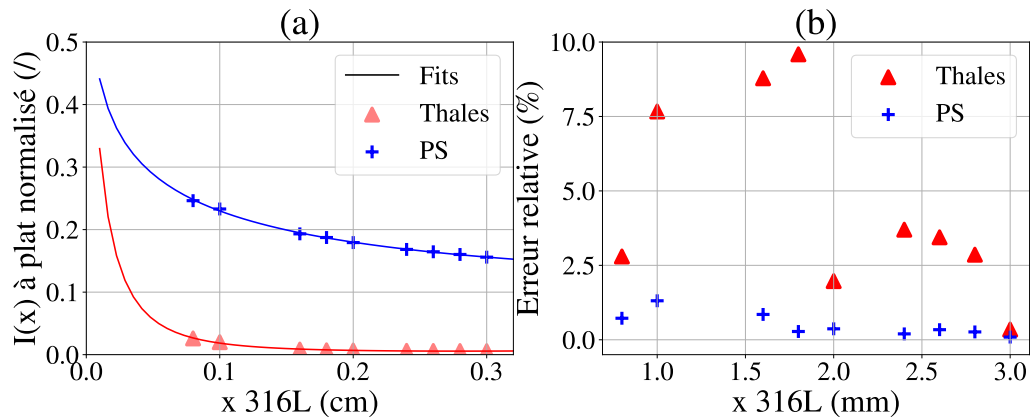 (a)
I(x) à plat normalisé (/)
0.5
0.4
0.3
0.2
0.1
0.0
Fits
Thales
PS
0.0 0.1 0.2 0.3
x 316L (cm)
(b)
Erreur relative (%)
10.0
7.5
5.0
2.5
0.0
Thales
PS
1.0 1.5 2.0 2.5 3.0
x 316L (mm)